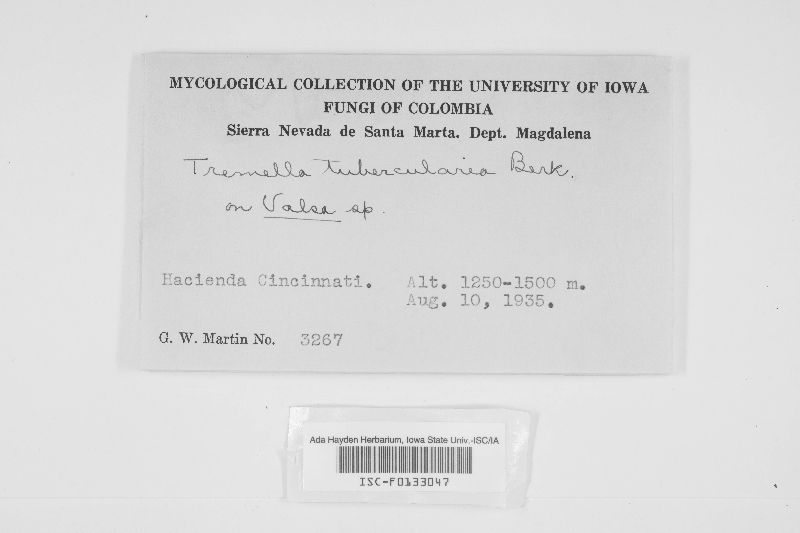 MYCOLOGICAL COLLECTION OF THE UNIVERSITY OF IOWA
FUNGI OF COLOMBIA
Sierra Nevada de Santa Marta. Dept. Magdalena
Tremella tubercularia Berk.
on Valsa sp.
Hacienda Cincinnati. Alt. 1250-1500 m.
Aug. 10, 1935.
G. W. Martin No. 3267
Ada Hayden Herbarium, Iowa State Univ.-ISC/IA
ISC-F0133047